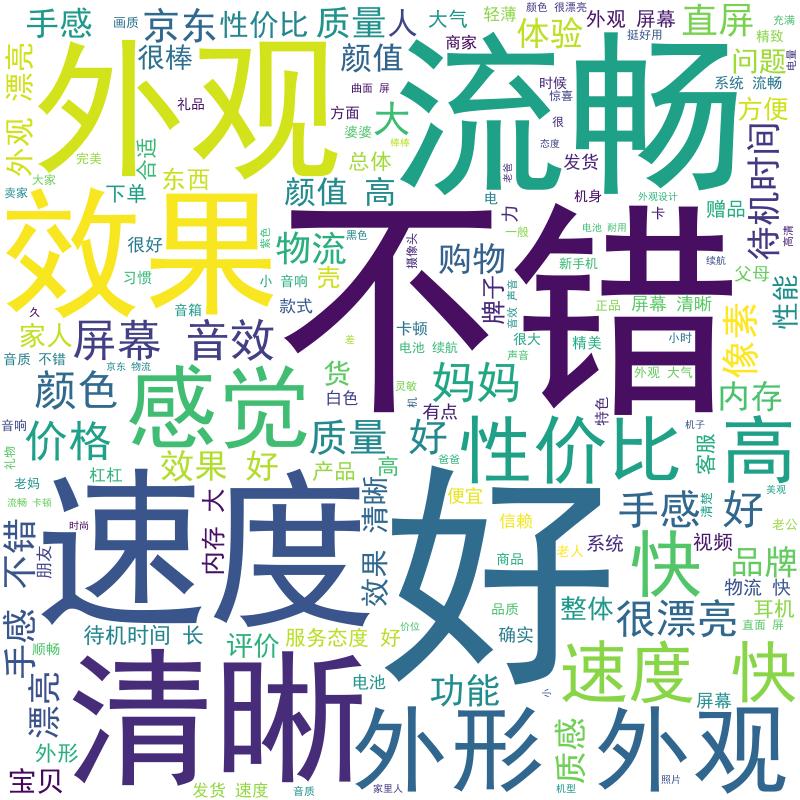 手感
画质
京东
性价比
质量
人
大气
轻薄
颜色 很漂亮
外观 屏幕
直屏
充满
精致
体验
挺好用
电量
很棒
颜值
商家
问题
外观
流畅
外观 漂亮
曲面 屏
时候
惊喜
系统 流畅
方便
礼品
方面
大
很
婆婆
棒棒
态度
待机时间
完美
合适
总体
老爸
发货
卖家
大家
下单
东西
颜值 高
电
力
机身
外观设计
赠品
效果
不错
卡
很好
紫色
物流
黑色
摄像头
购物
一般
电池 耐用
高清
习惯
小
音响
壳
牌子
新手机
续航
父母
性能
久
音箱
款式
音效 声音
正品
屏幕 清晰
家人
屏幕
音效
差
卡顿
很大
精美
小时
像素
音质 不错
京东 物流
电池 续航
声音
颜色
感觉
货
白色
灵敏
机
妈妈
外观 大气
内存
有点
特色
音响
价格
质量 好
性价比
机子
高
礼物
效果 好
产品
高
爸爸
客服
老妈
杠杠
美观
流畅 卡顿
时尚
速度
内存 大
效果 清晰
好
便宜
信赖
手感 好
清楚
老公
手感 不错
朋友
商品
老人
系统
快
视频
品牌
物流 快
品质
整体
很漂亮
耳机
直面 屏
顺畅
待机时间 长
评价
服务态度 好
价位
确实
漂亮
清晰
电池
功能
速度 快
小
屏幕
外形
外形
质感
外观
宝贝
发货 速度
音质
家里人
机型
照片